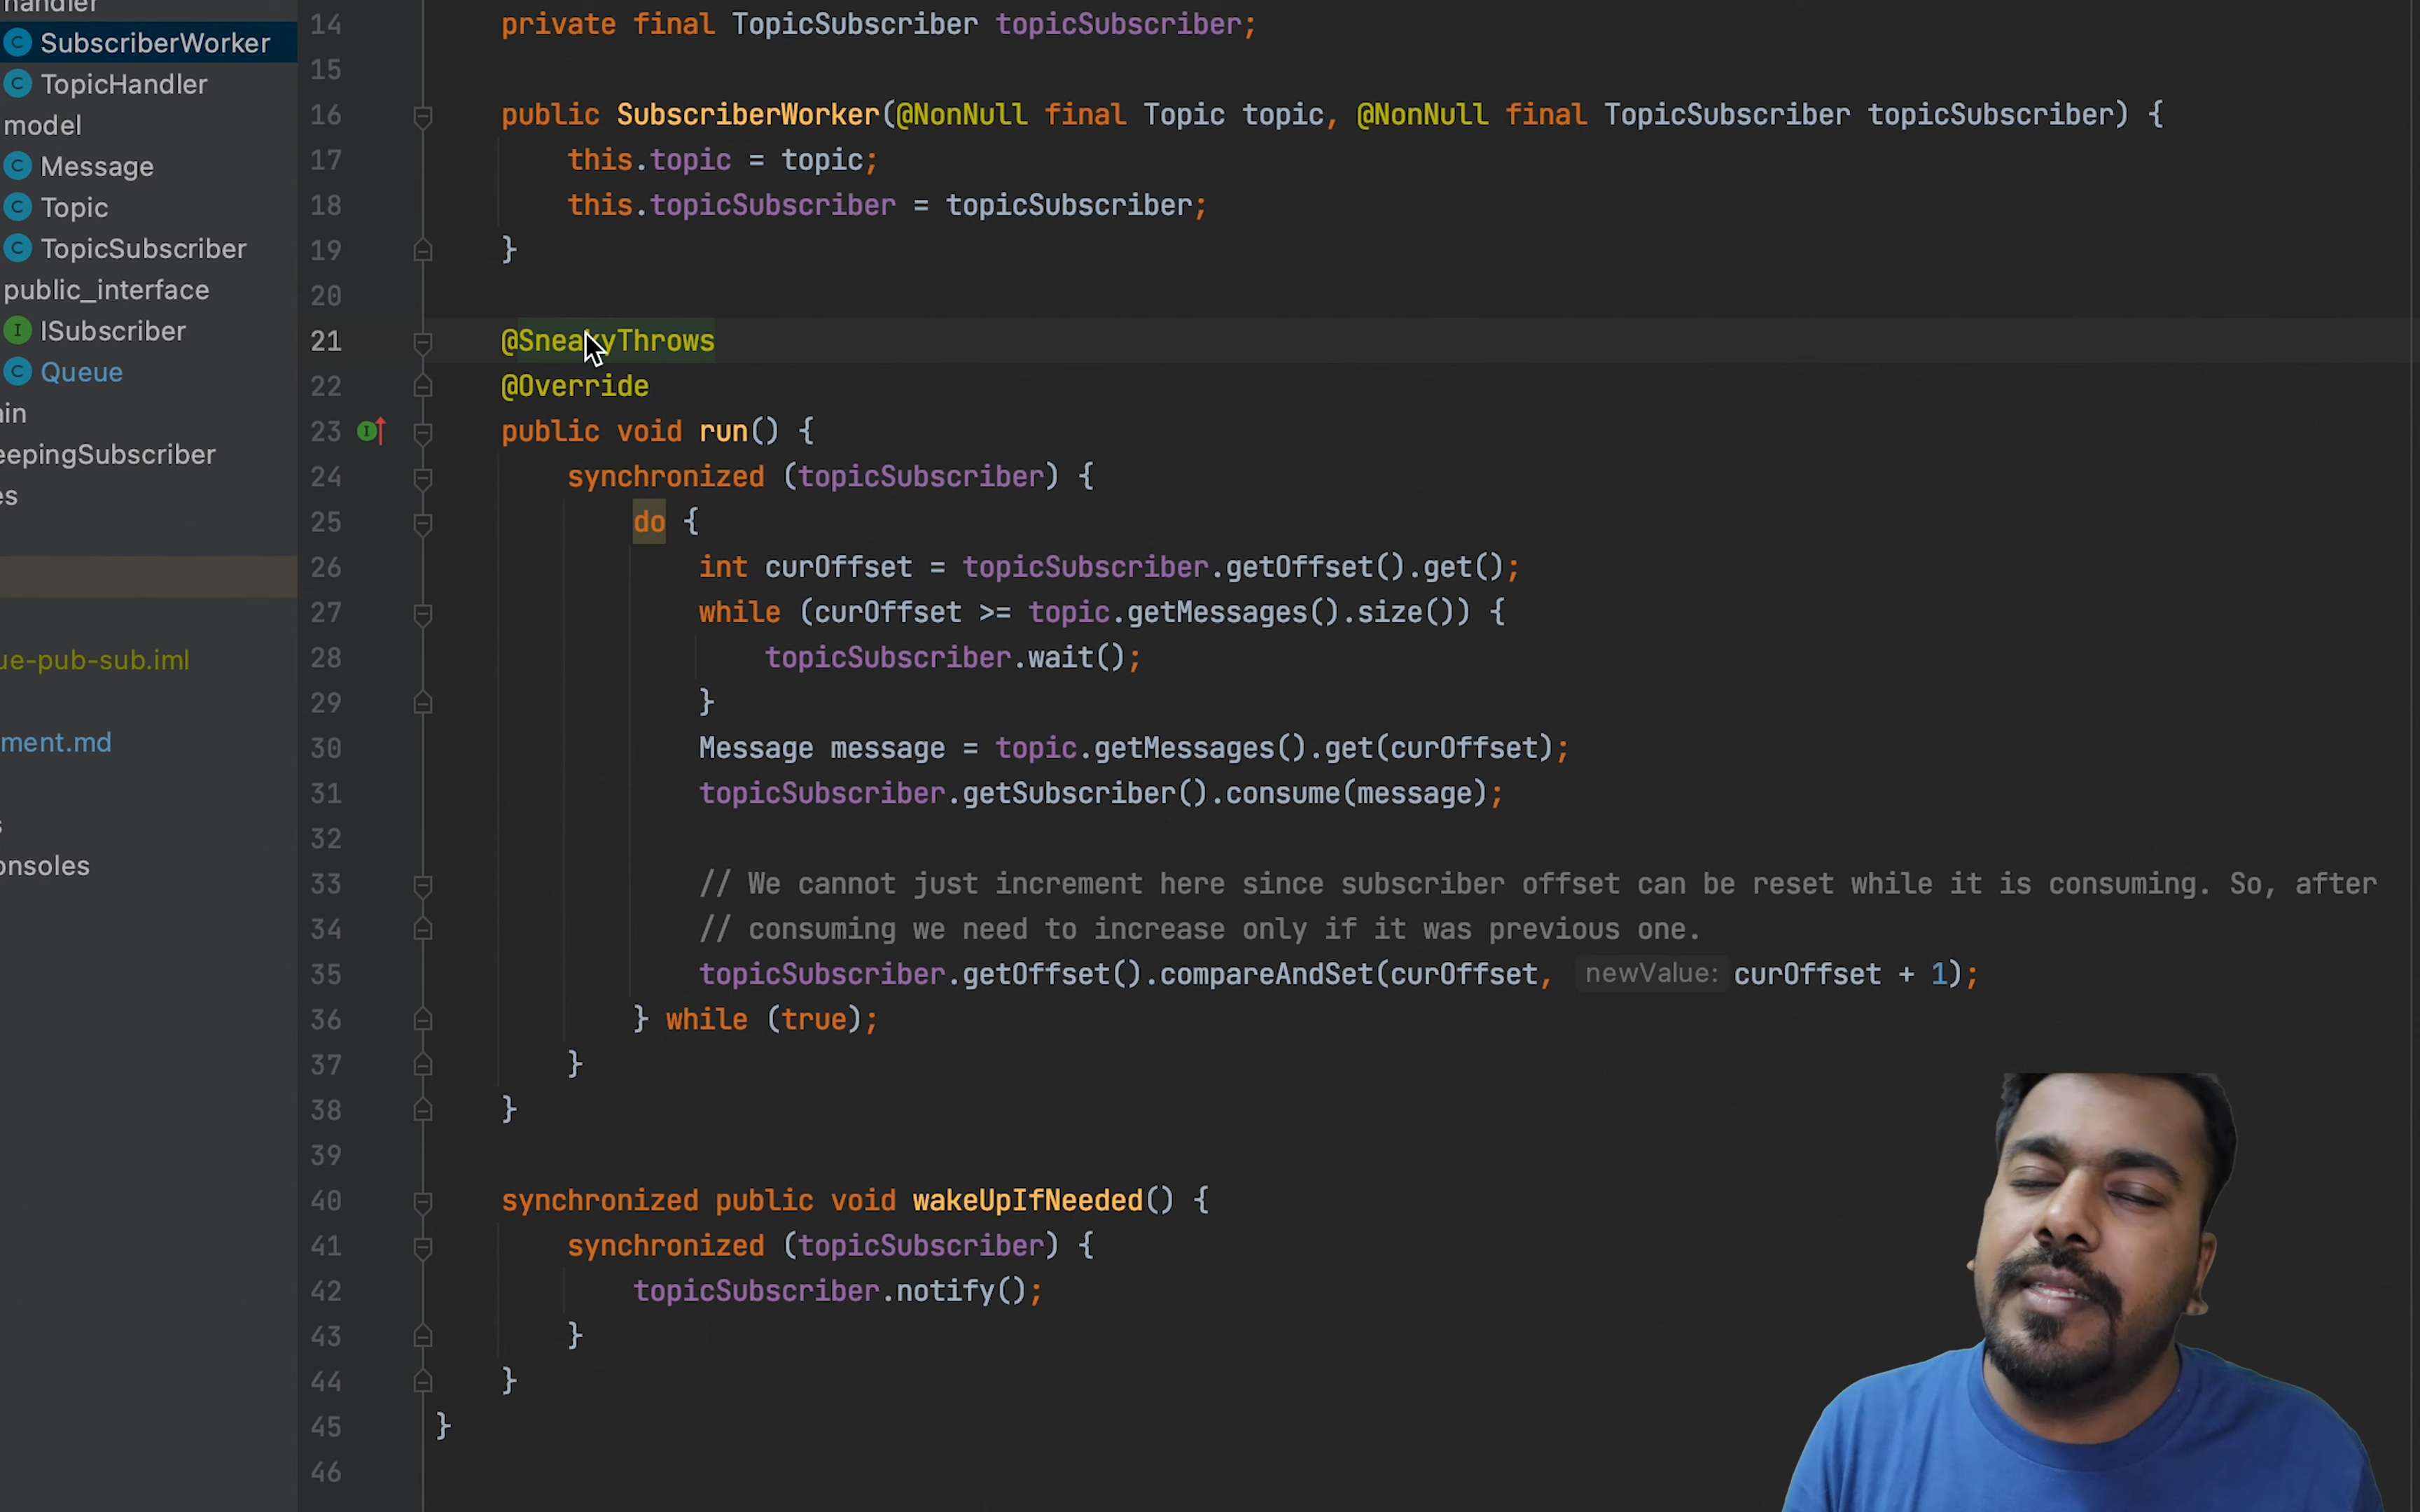 handler
SubscriberWorker
TopicHandler
model
Message
Topic
TopicSubscriber
public_interface
ISubscriber
Queue
in
eepingSubscriber
es
ue-pub-sub.iml
ment.md
s
onsoles
14 private final TopicSubscriber topicSubscriber;
15
16 public SubscriberWorker(@NonNull final Topic topic, @NonNull final TopicSubscriber topicSubscriber) {
17 this.topic = topic;
18 this.topicSubscriber = topicSubscriber;
19 }
20
21 @SneakyThrows
22 @Override
23 public void run() {
24 synchronized (topicSubscriber) {
25 do {
26 int curOffset = topicSubscriber.getOffset().get();
27 while (curOffset >= topic.getMessages().size()) {
28 topicSubscriber.wait();
29 }
30 Message message = topic.getMessages().get(curOffset);
31 topicSubscriber.getSubscriber().consume(message);
32
33 // We cannot just increment here since subscriber offset can be reset while it is consuming. So, after
34 // consuming we need to increase only if it was previous one.
35 topicSubscriber.getOffset().compareAndSet(curOffset, newValue: curOffset + 1);
36 } while (true);
37 }
38 }
39
40 synchronized public void wakeUpIfNeeded() {
41 synchronized (topicSubscriber) {
42 topicSubscriber.notify();
43 }
44 }
45 }
46